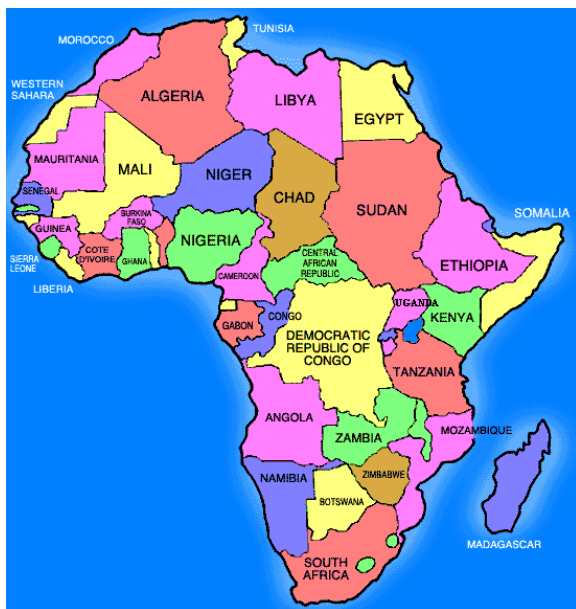 TUNISIA
MOROCCO
WESTERN
SAHARA
ALGERIA
LIBYA
EGYPT
MAURITANIA
MALI
NIGER
CHAD
SUDAN
SENEGAL
BURKINA
FASO
GUINEA
NIGERIA
SOMALIA
SIERRA
LEONE
COTE
D'IVOIRE
GHANA
LIBERIA
CENTRAL
AFRICAN
REPUBLIC
ETHIOPIA
CAMEROON
UGANDA
KENYA
GABON
CONGO
DEMOCRATIC
REPUBLIC OF
CONGO
TANZANIA
ANGOLA
ZAMBIA
MOZAMBIQUE
NAMIBIA
ZIMBABWE
BOTSWANA
MADAGASCAR
SOUTH
AFRICA